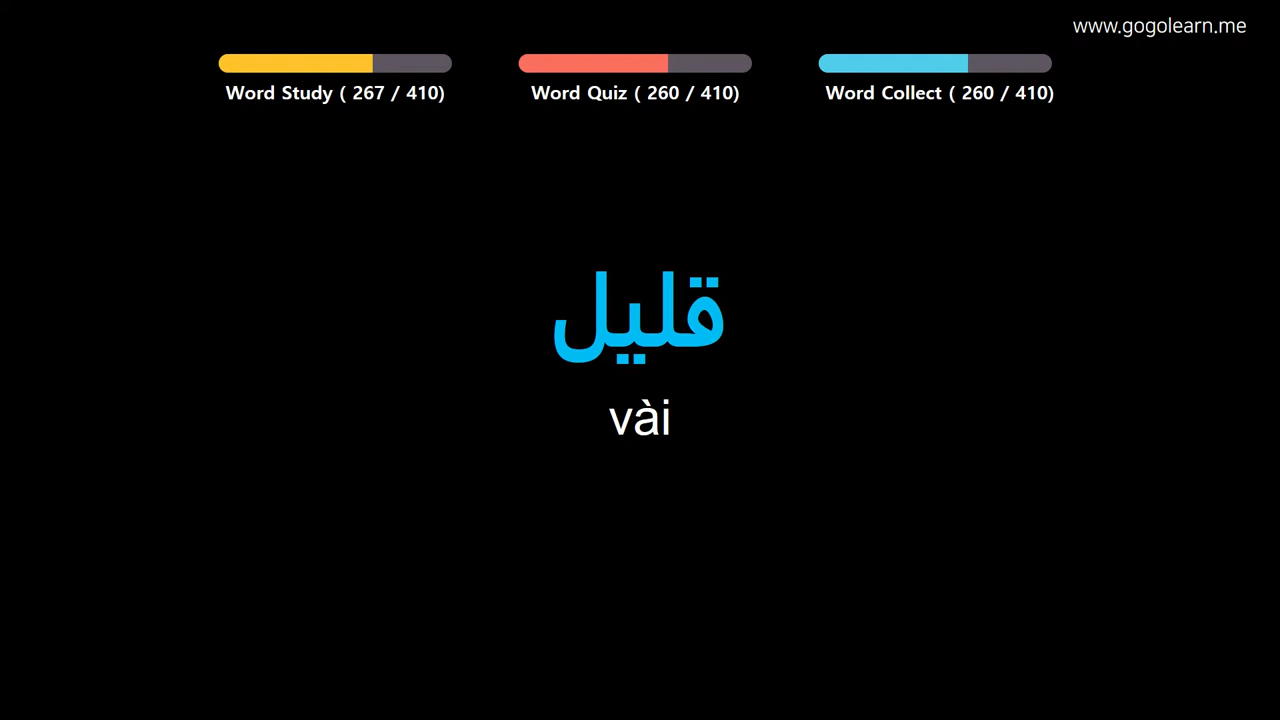 www.gogolearn.me
Word Study ( 267 / 410)
Word Quiz ( 260 / 410)
Word Collect ( 260 / 410)
قليل
vài